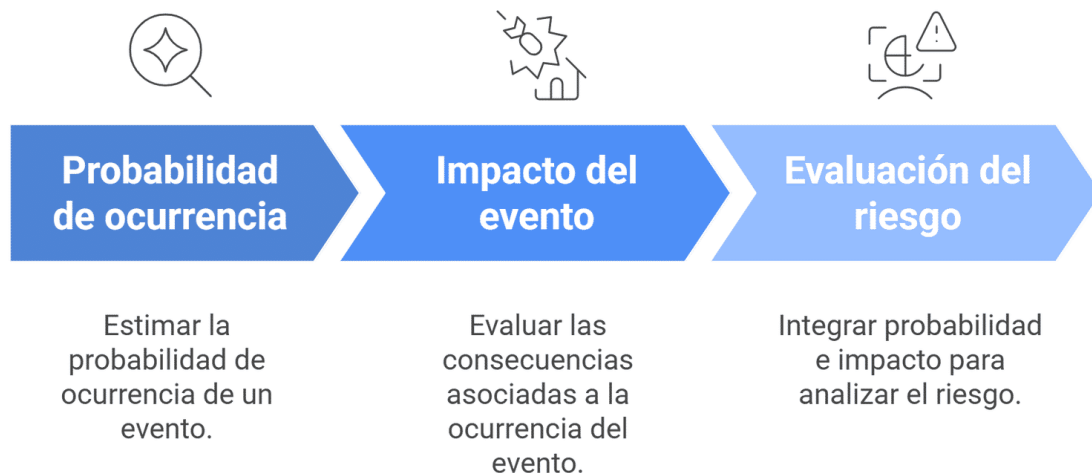 Probabilidad
de ocurrencia
Impacto del
evento
Evaluación del
riesgo
Estimar la
probabilidad de
ocurrencia de un
evento.
Evaluar las
consecuencias
asociadas a la
ocurrencia del
evento.
Integrar probabilidad
e impacto para
analizar el riesgo.